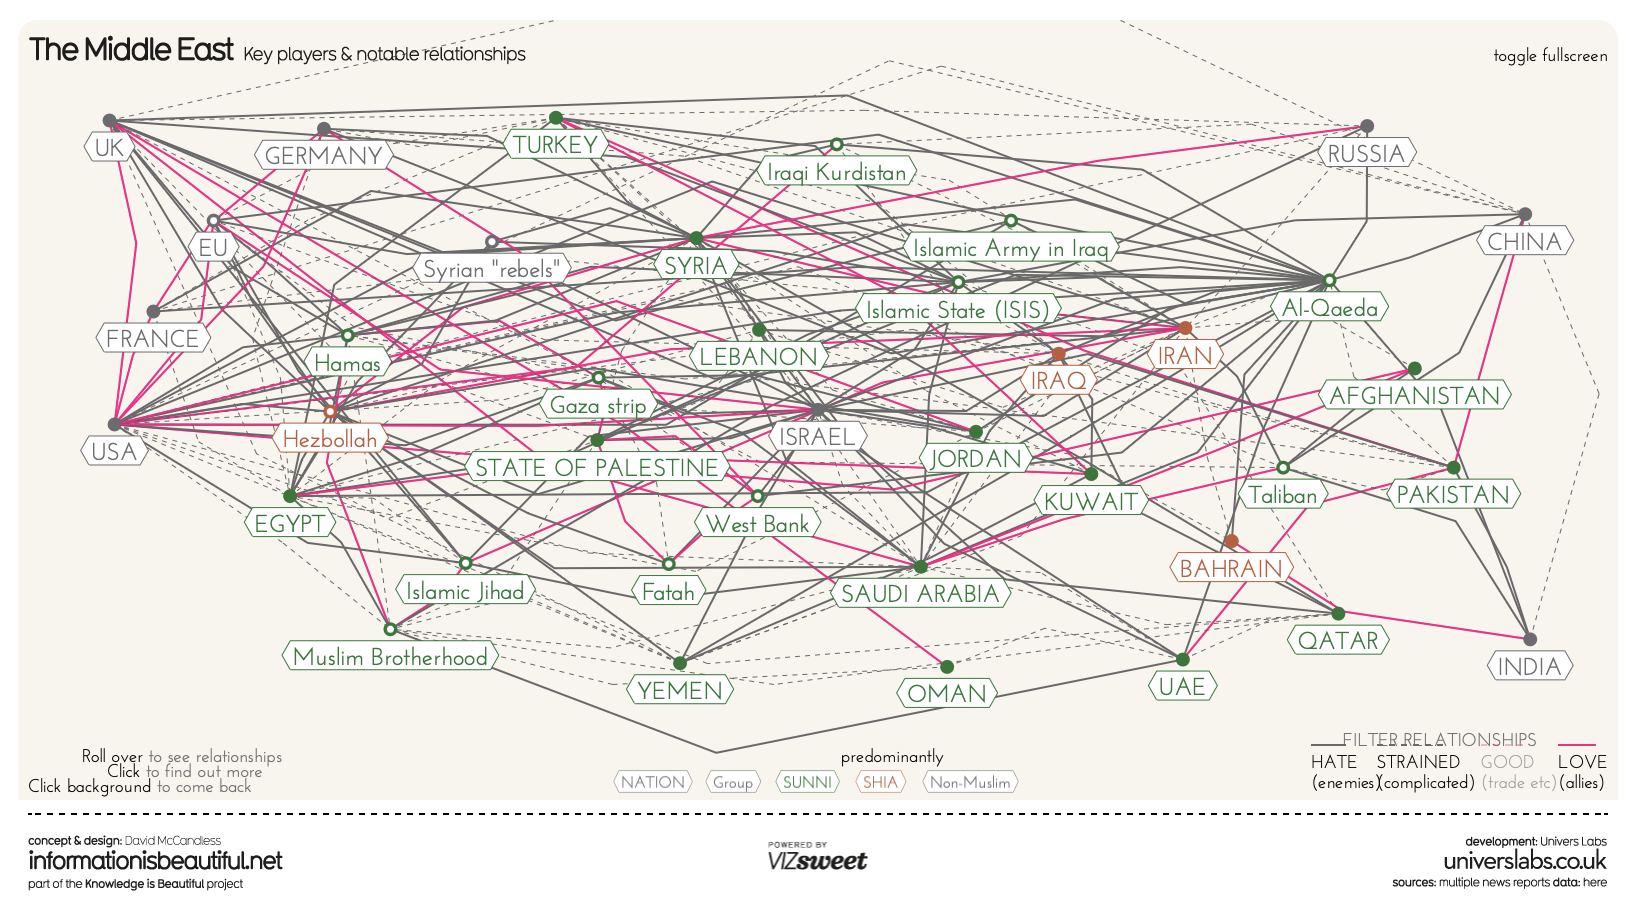 The Middle East Key players & notable relationships
toggle fullscreen
UK
GERMANY
TURKEY
Iraqi Kurdistan
RUSSIA
EU
Syrian "rebels"
SYRIA
Islamic Army in Iraq
CHINA
FRANCE
Hamas
LEBANON
Islamic State (ISIS)
IRAN
Al-Qaeda
Gaza strip
IRAQ
AFGHANISTAN
USA
Hezbollah
ISRAEL
STATE OF PALESTINE
JORDAN
EGYPT
West Bank
KUWAIT
Taliban
PAKISTAN
Islamic Jihad
Fatah
SAUDI ARABIA
BAHRAIN
Muslim Brotherhood
YEMEN
OMAN
UAE
QATAR
INDIA
Roll over to see relationships
Click to find out more
Click background to come back
predominantly
NATION
Group
SUNNI
SHIA
Non-Muslim
FILTER RELATIONSHIPS
HATE STRAINED GOOD LOVE
(enemies) (complicated) (trade etc) (allies)
concept & design: David McCandless
informationisbeautiful.net
part of the Knowledge is Beautiful project
POWERED BY
VIZsweet
development: Univers Labs
universlabs.co.uk
sources: multiple news reports data: here